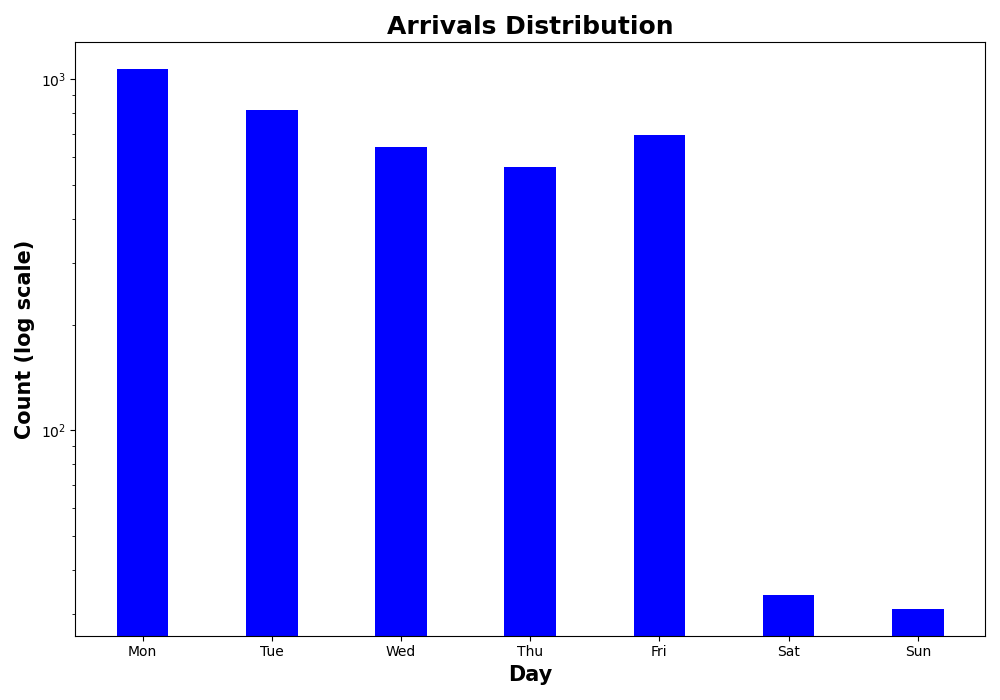 Arrivals Distribution
Count (log scale)
10³
10²
Mon Tue Wed Thu Fri Sat Sun
Day